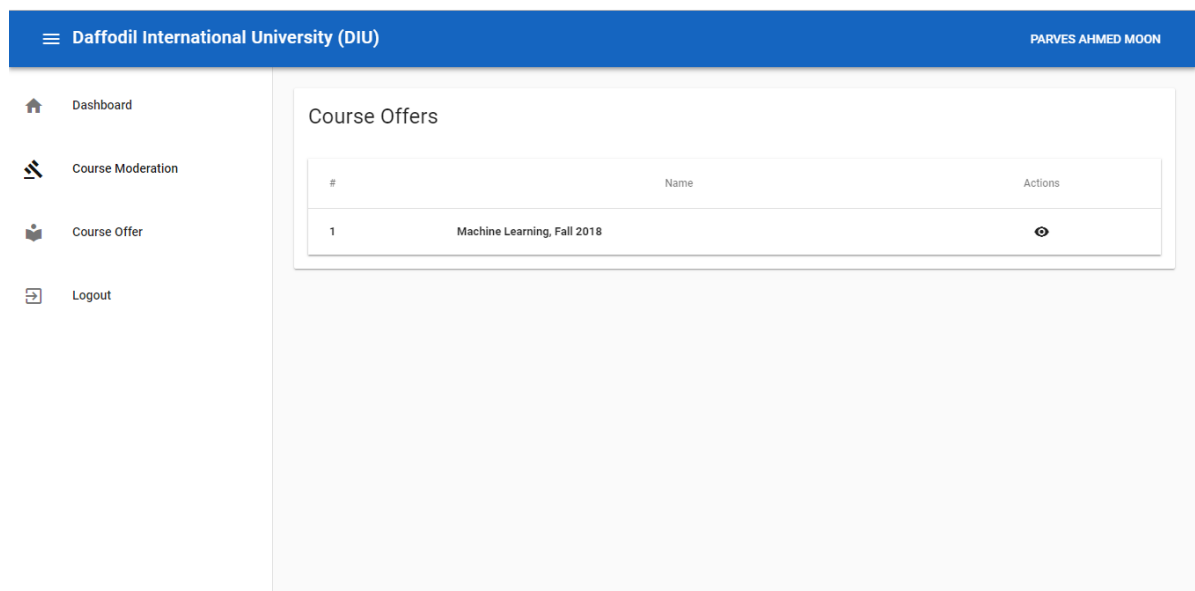 Daffodil International University (DIU)
PARVES AHMED MOON
Dashboard
Course Moderation
Course Offer
Logout
Course Offers
# Name Actions
1 Machine Learning, Fall 2018